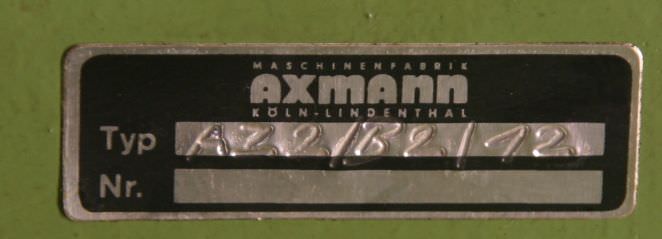 MASCHINENFABRIK
AXMANN
KÖLN-LINDENTHAL
Typ AZ2/B2/12
Nr.